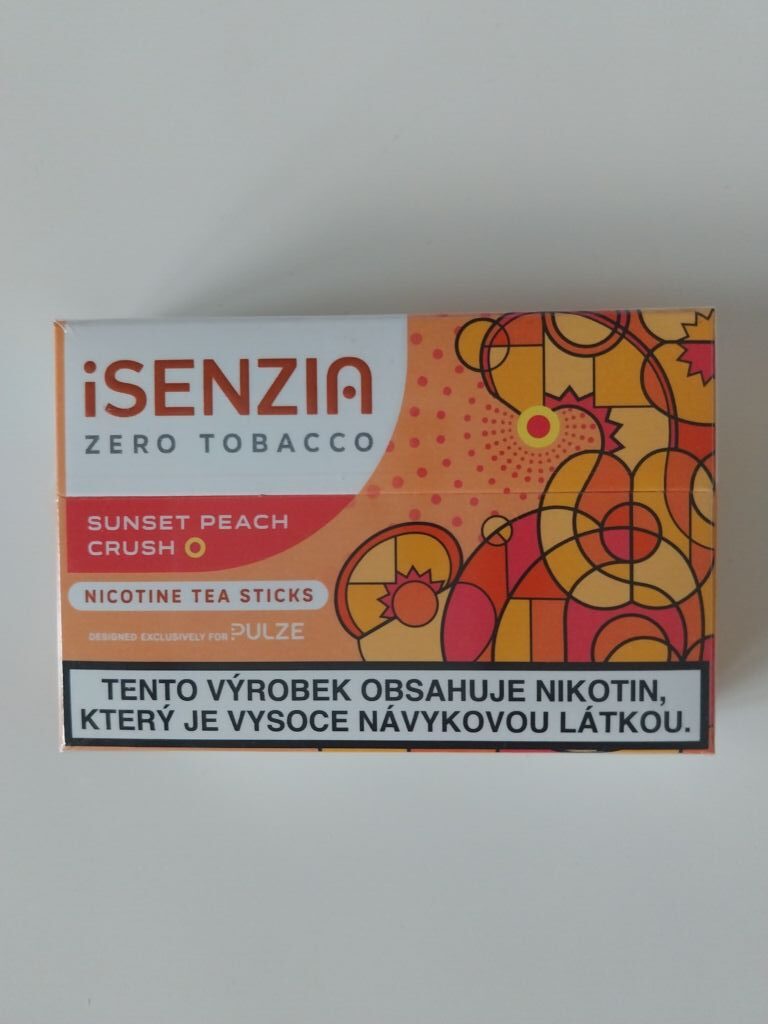 iSENZIA
ZERO TOBACCO
SUNSET PEACH
CRUSH
NICOTINE TEA STICKS
DESIGNED EXCLUSIVELY FOR PULZE
TENTO VÝROBEK OBSAHUJE NIKOTIN,
KTERÝ JE VYSOCE NÁVYKOVOU LÁTKOU.